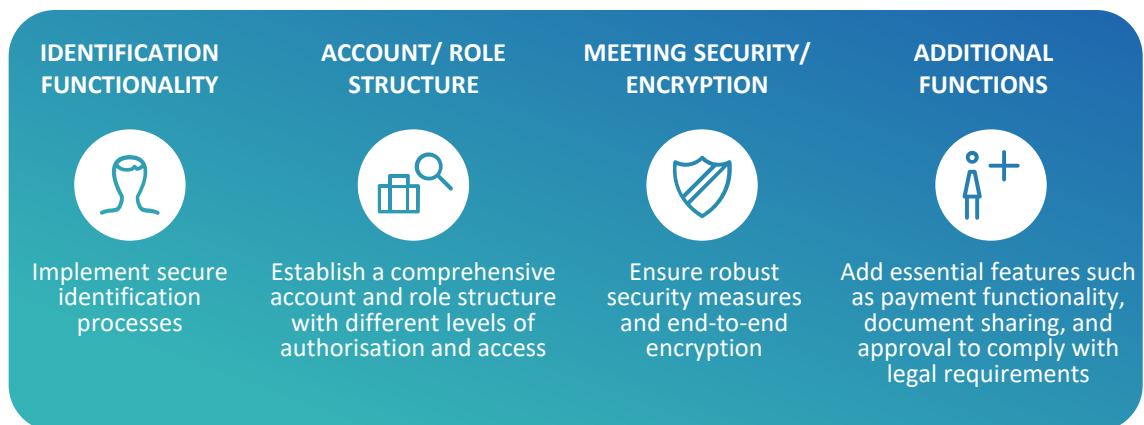 IDENTIFICATION
FUNCTIONALITY
Implement secure
identification
processes
ACCOUNT/ ROLE
STRUCTURE
Establish a comprehensive
account and role structure
with different levels of
authorisation and access
MEETING SECURITY/
ENCRYPTION
Ensure robust
security measures
and end-to-end
encryption
ADDITIONAL
FUNCTIONS
Add essential features such
as payment functionality,
document sharing, and
approval to comply with
legal requirements